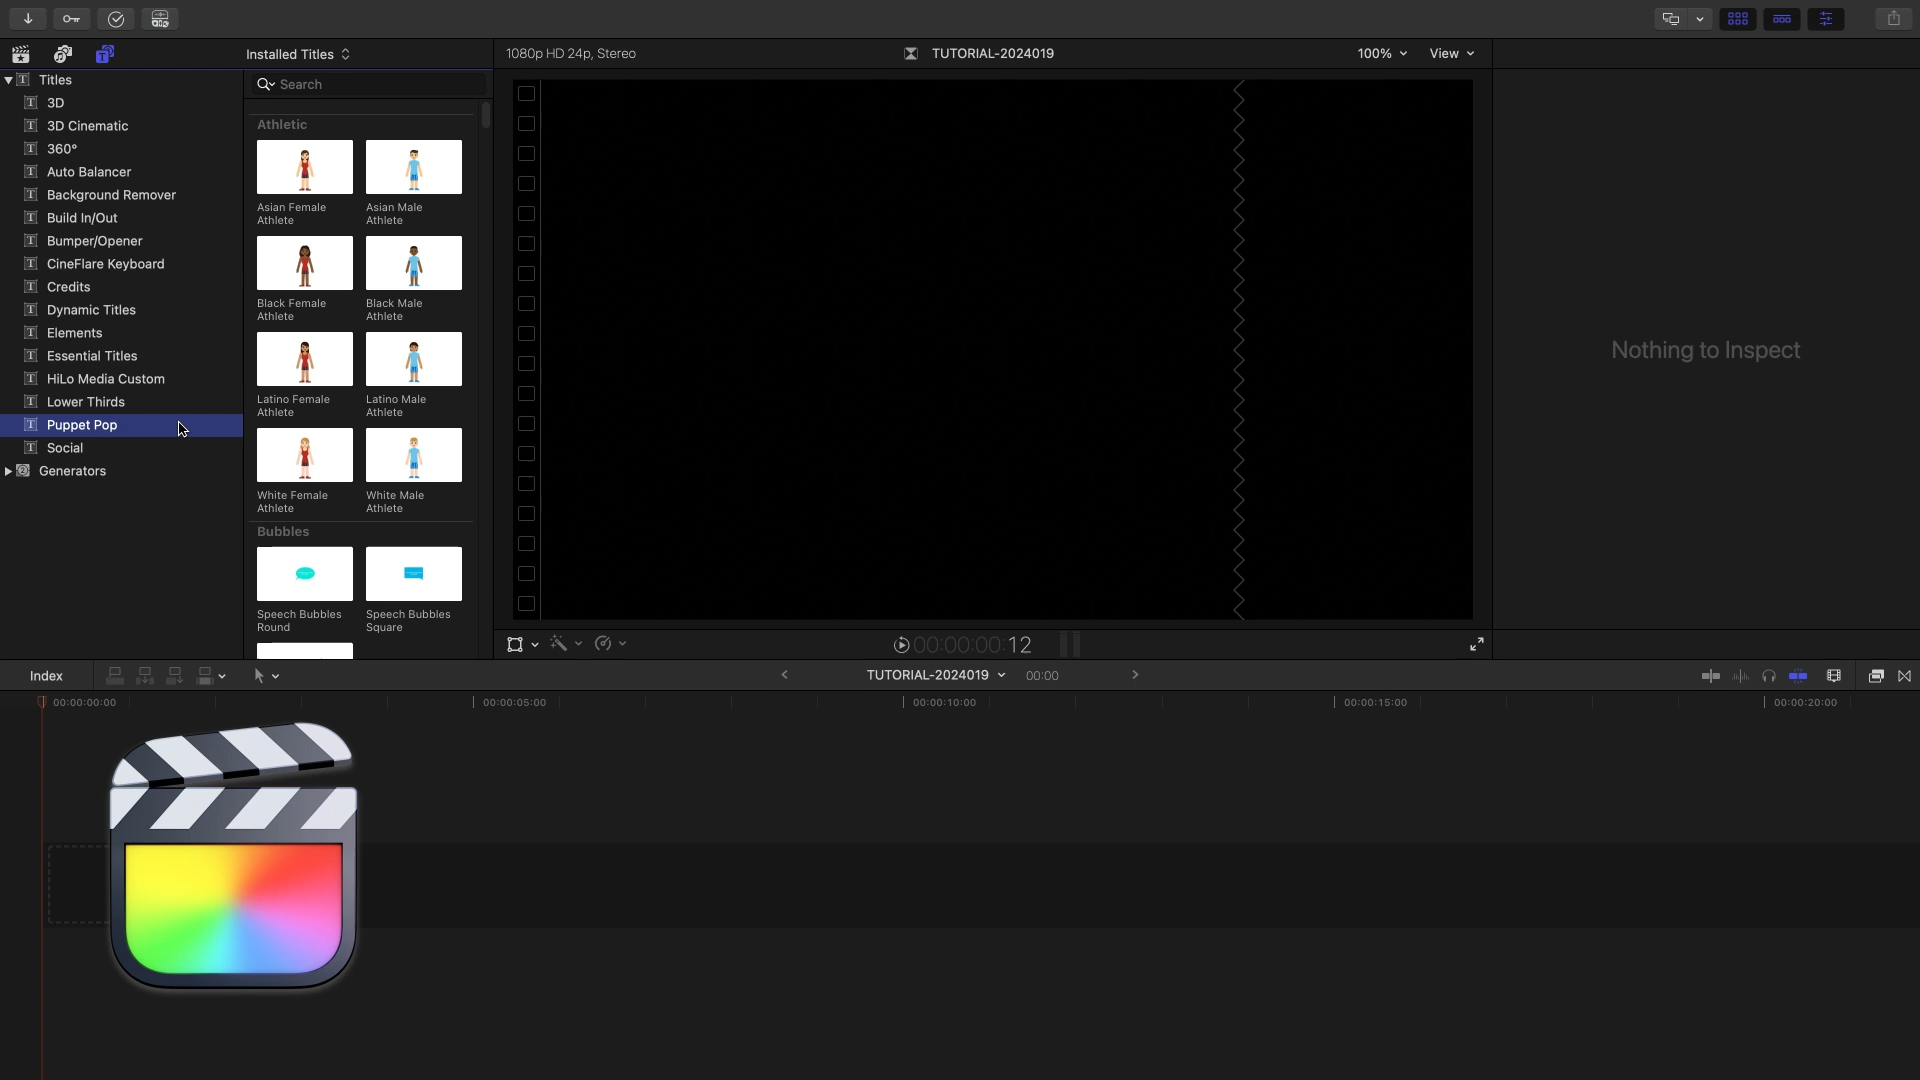 Installed Titles
1080p HD 24p, Stereo
TUTORIAL-2024019
100%
View
Titles
3D
3D Cinematic
360°
Auto Balancer
Background Remover
Build In/Out
Bumper/Opener
CineFlare Keyboard
Credits
Dynamic Titles
Elements
Essential Titles
HiLo Media Custom
Lower Thirds
Puppet Pop
Social
Generators
Search
Athletic
Asian Female
Athlete
Asian Male
Athlete
Black Female
Athlete
Black Male
Athlete
Latino Female
Athlete
Latino Male
Athlete
White Female
Athlete
White Male
Athlete
Bubbles
Speech Bubbles
Round
Speech Bubbles
Square
Nothing to Inspect
00:00:00:12
Index
TUTORIAL-2024019
00:00
00:00:00:00
00:00:05:00
00:00:10:00
00:00:15:00
00:00:20:00